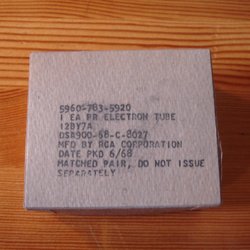 5960-783-5920
1 EA PR ELECTRON TUBE
12BY7A
DSA900-68-C-8027
MFD BY RCA CORPORATION
DATE PKD 6/68
MATCHED PAIR, DO NOT ISSUE
SEPARATELY